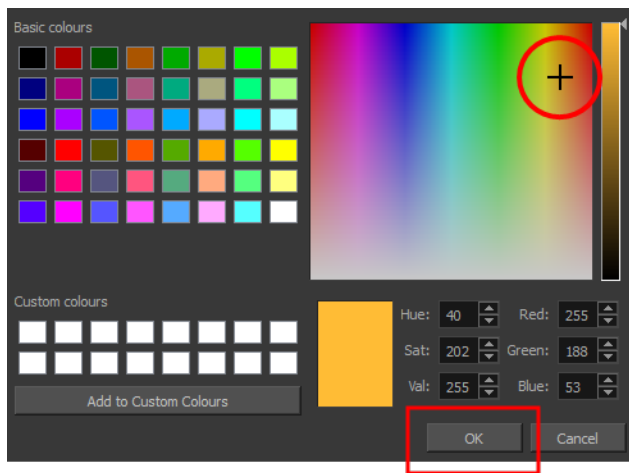 Basic colours
Custom colours
Add to Custom Colours
Hue: 40 Red: 255
Sat: 202 Green: 188
Val: 255 Blue: 53
OK Cancel